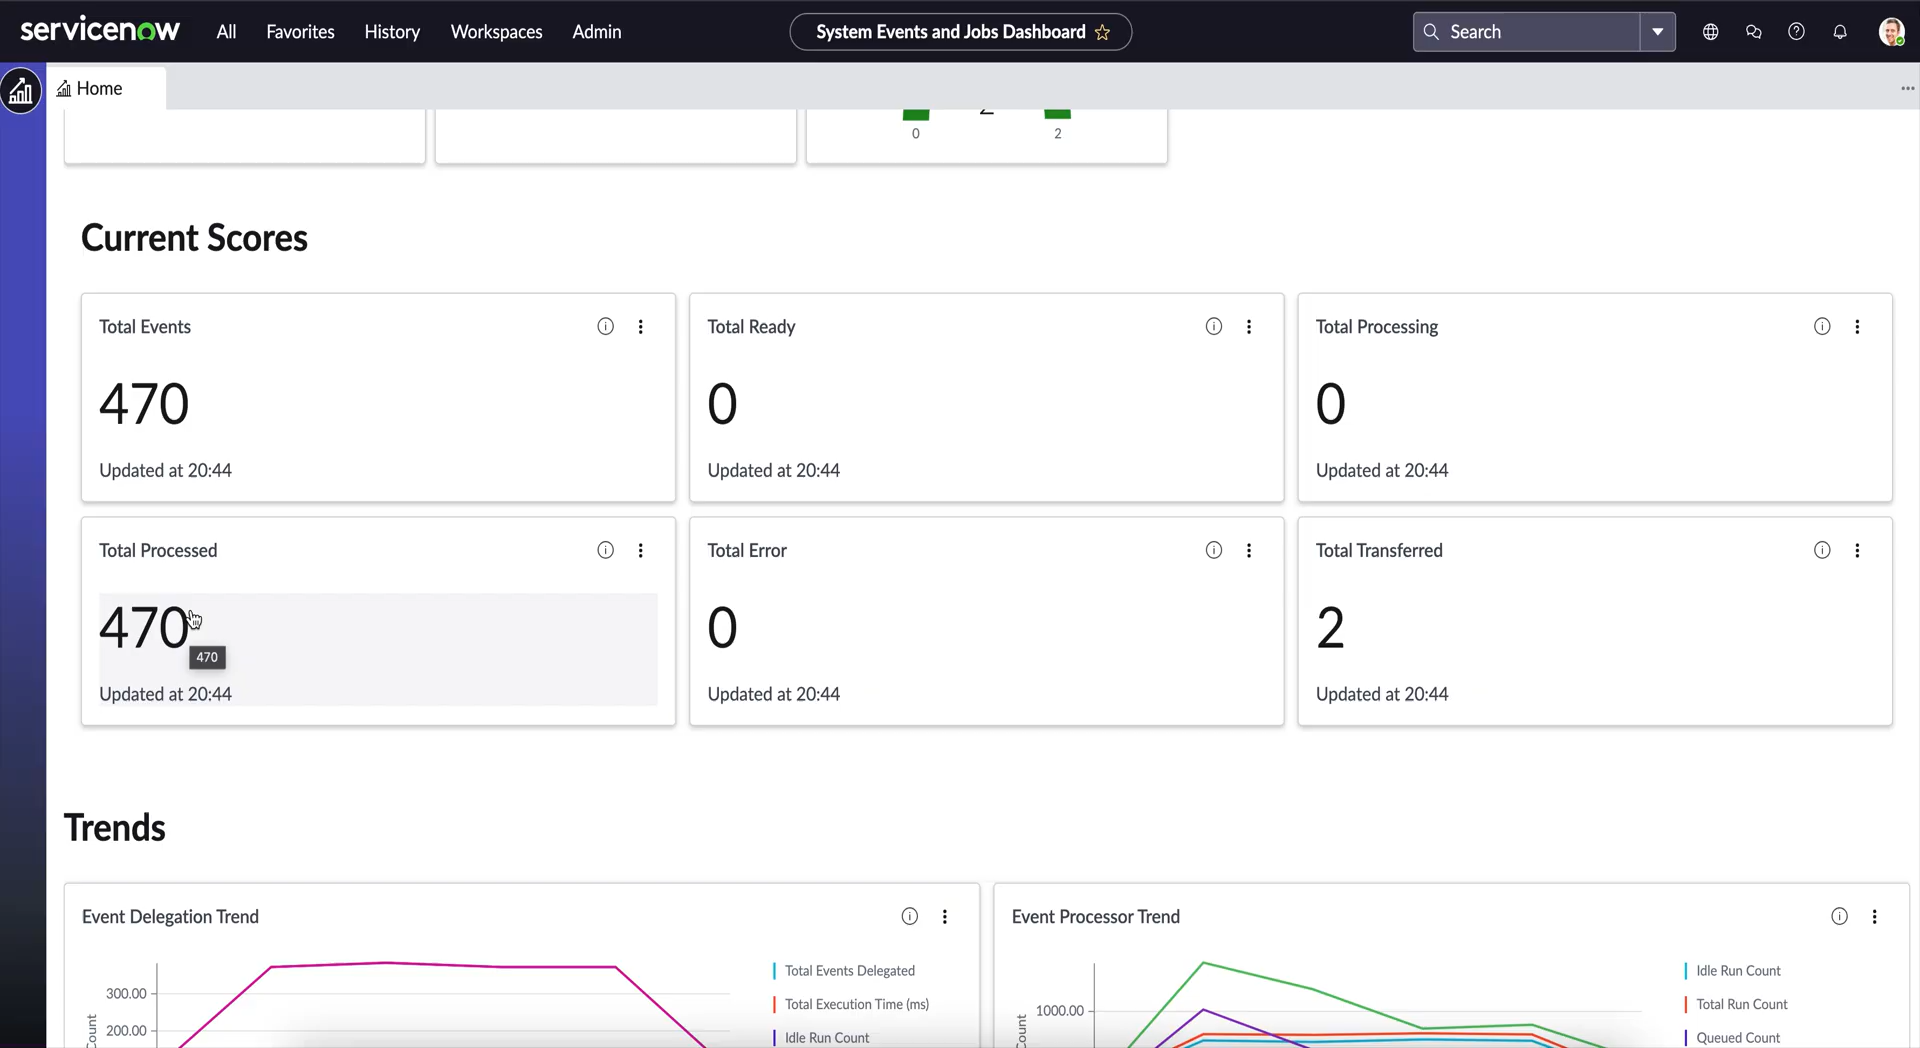 servicenow All Favorites History Workspaces Admin System Events and Jobs Dashboard Search
Home
0 2
Current Scores
Total Events Total Ready Total Processing
470 0 0
Updated at 20:44 Updated at 20:44 Updated at 20:44
Total Processed Total Error Total Transferred
470 0 2
470
Updated at 20:44 Updated at 20:44 Updated at 20:44
Trends
Event Delegation Trend Event Processor Trend
Total Events Delegated Idle Run Count
300.00 Total Execution Time (ms) 1000.00 Total Run Count
200.00 Idle Run Count Queued Count